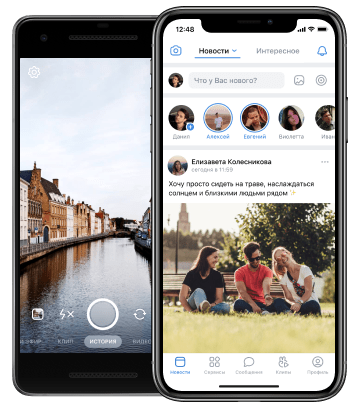 12:48
Новости
Интересное
Что у Вас нового?
Данил
Алексей
Евгений
Виолетта
Иван
Елизавета Колесникова
сегодня в 11:59
Хочу просто сидеть на траве, наслаждаться
солнцем и близкими людьми рядом
КЛИП
ИСТОРИЯ
ВИДЕО
Новости
Сервисы
Сообщения
Клипы
Профиль